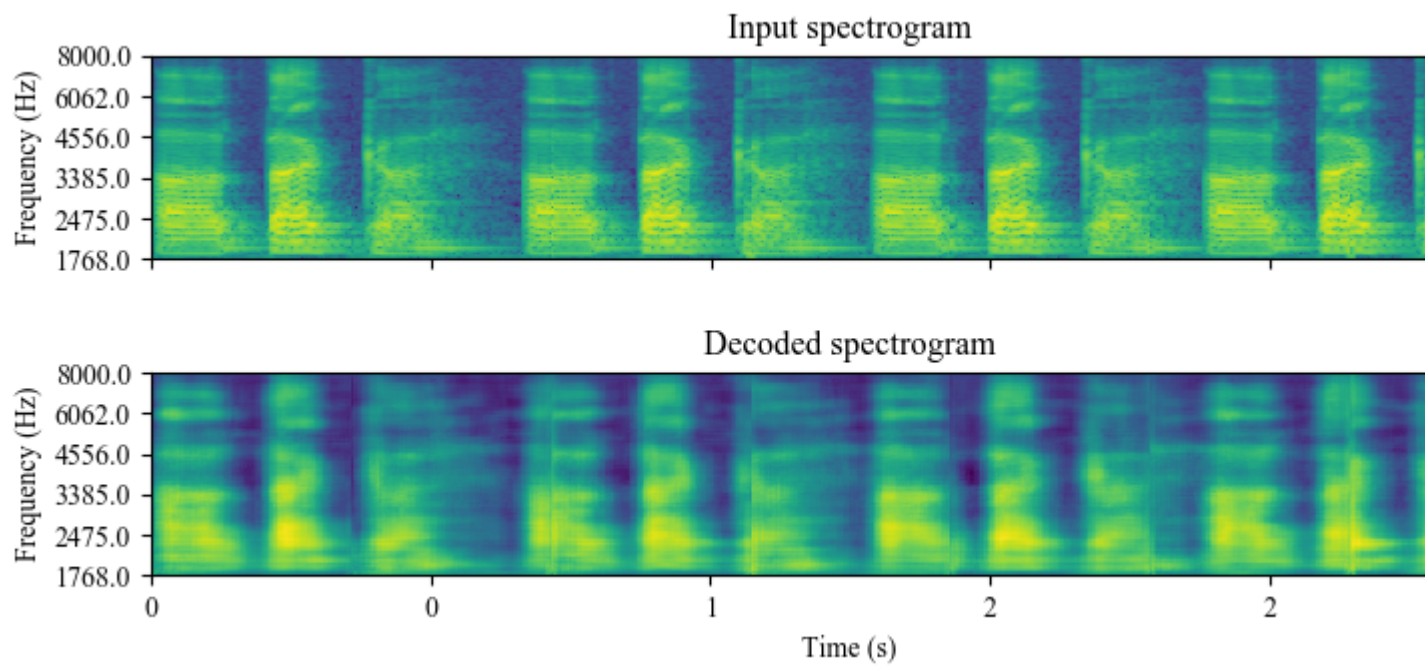 Input spectrogram
Frequency (Hz)
8000.0
6062.0
4556.0
3385.0
2475.0
1768.0
Decoded spectrogram
Frequency (Hz)
8000.0
6062.0
4556.0
3385.0
2475.0
1768.0
0 0 1 2 2
Time (s)